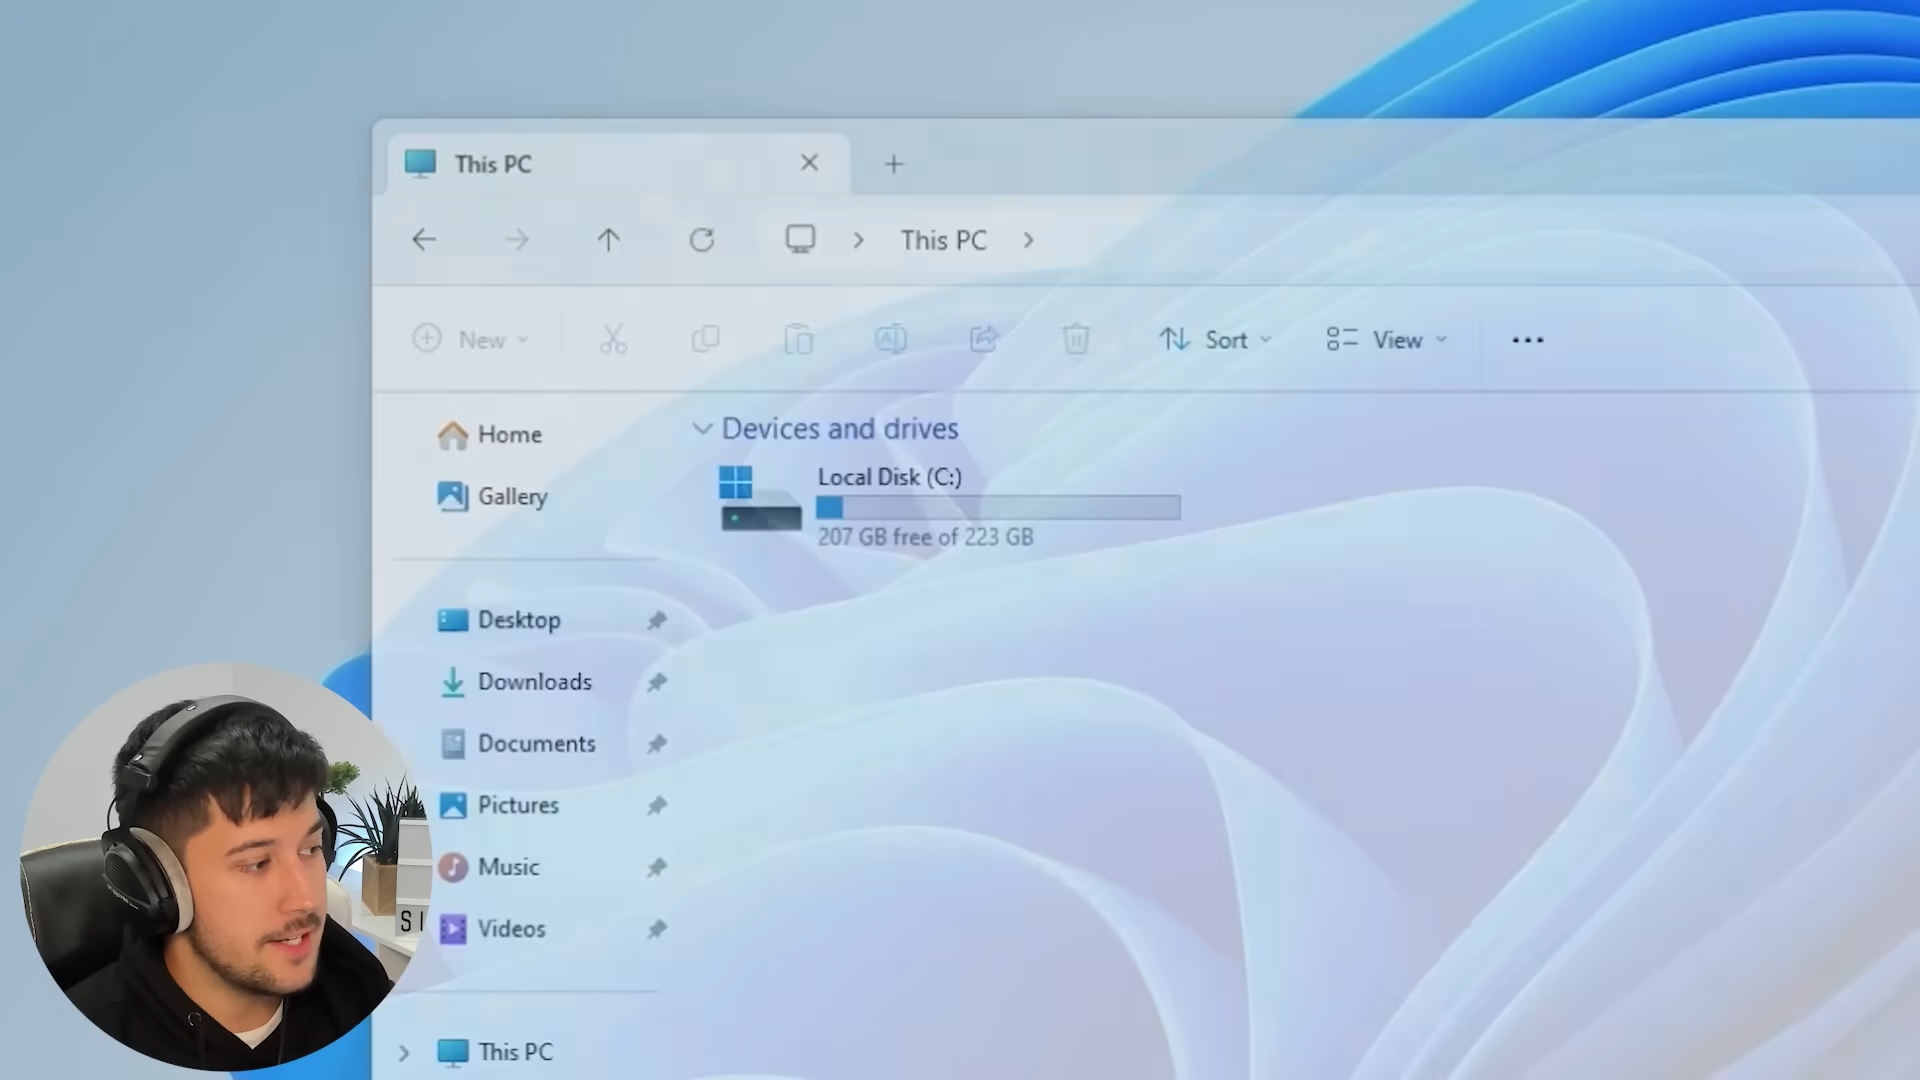 This PC
This PC
New
Sort
View
Home
Gallery
Devices and drives
Local Disk (C:)
207 GB free of 223 GB
Desktop
Downloads
Documents
Pictures
Music
Videos
This PC
S I